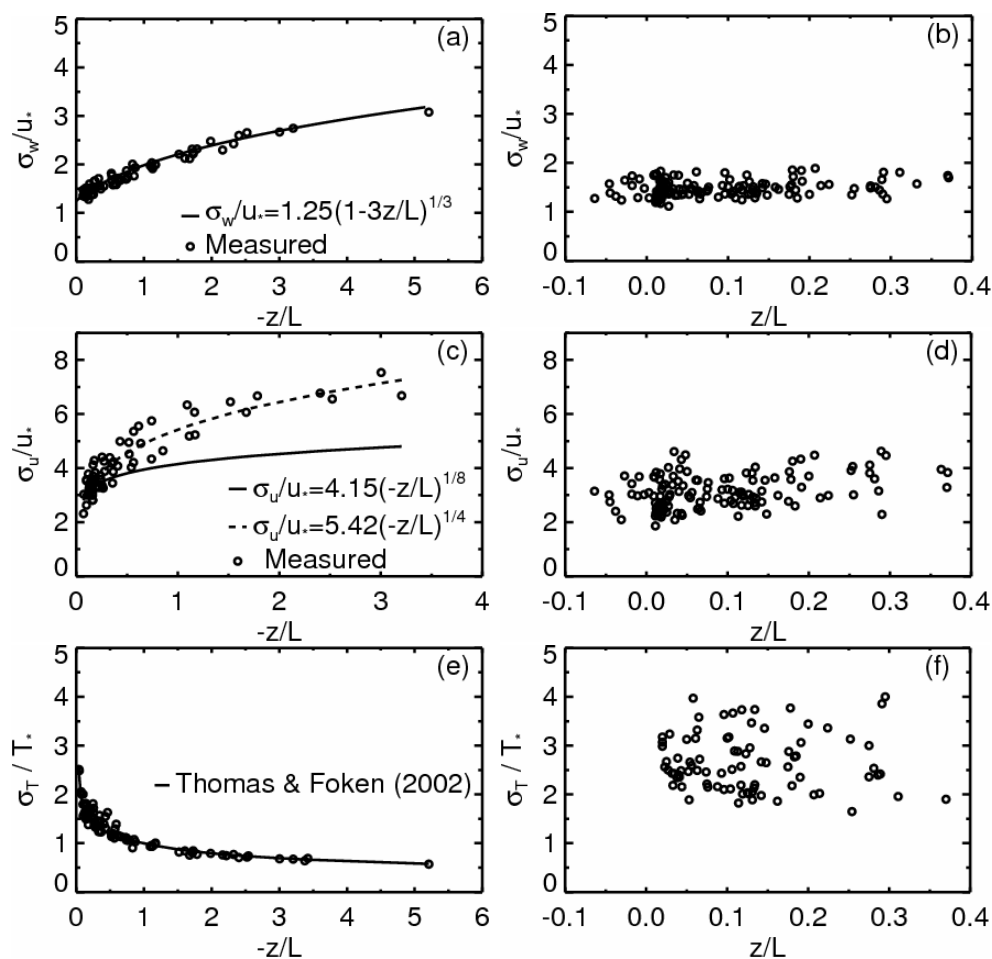 (a)
5
4
3
2
1
0
σw/u*
σw/u*=1.25(1-3z/L)1/3
Measured
0 1 2 3 4 5 6
-z/L
(b)
5
4
3
2
1
0
σw/u*
-0.1 0.0 0.1 0.2 0.3 0.4
z/L
(c)
8
6
4
2
0
σu/u*
σu/u*=4.15(-z/L)1/8
σu/u*=5.42(-z/L)1/4
Measured
0 1 2 3 4
-z/L
(d)
8
6
4
2
0
σu/u*
-0.1 0.0 0.1 0.2 0.3 0.4
z/L
(e)
5
4
3
2
1
0
σT / T*
Thomas & Foken (2002)
0 1 2 3 4 5 6
-z/L
(f)
5
4
3
2
1
0
σT / T*
-0.1 0.0 0.1 0.2 0.3 0.4
z/L